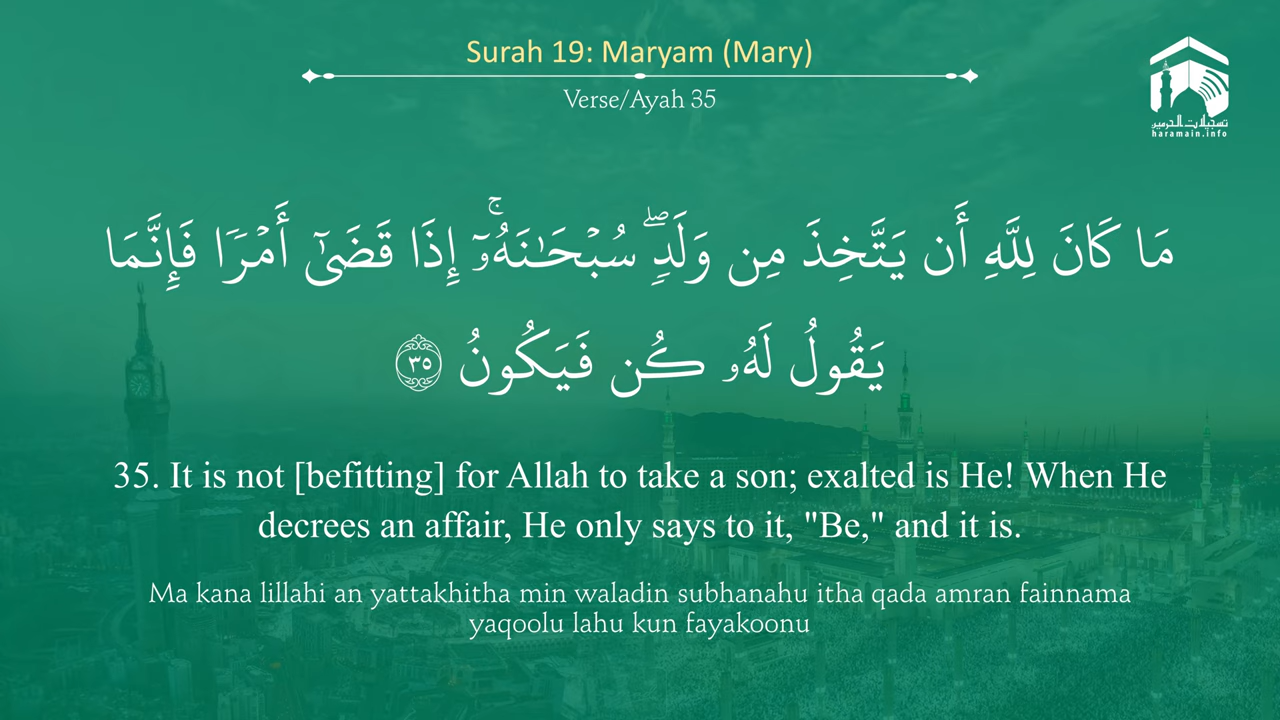 Surah 19: Maryam (Mary)
Verse/Ayah 35
تسجيلات الحرمين
haramain.info
مَا كَانَ لِلَّهِ أَن يَتَّخِذَ مِن وَلَدٍۖ سُبۡحَٰنَهُۥٓۚ إِذَا قَضَىٰٓ أَمۡرٗا فَإِنَّمَا
يَقُولُ لَهُۥ كُن فَيَكُونُ ٣٥
35. It is not [befitting] for Allah to take a son; exalted is He! When He
decrees an affair, He only says to it, "Be," and it is.
Ma kana lillahi an yattakhitha min waladin subhanahu itha qada amran fainnama
yaqoolu lahu kun fayakoonu